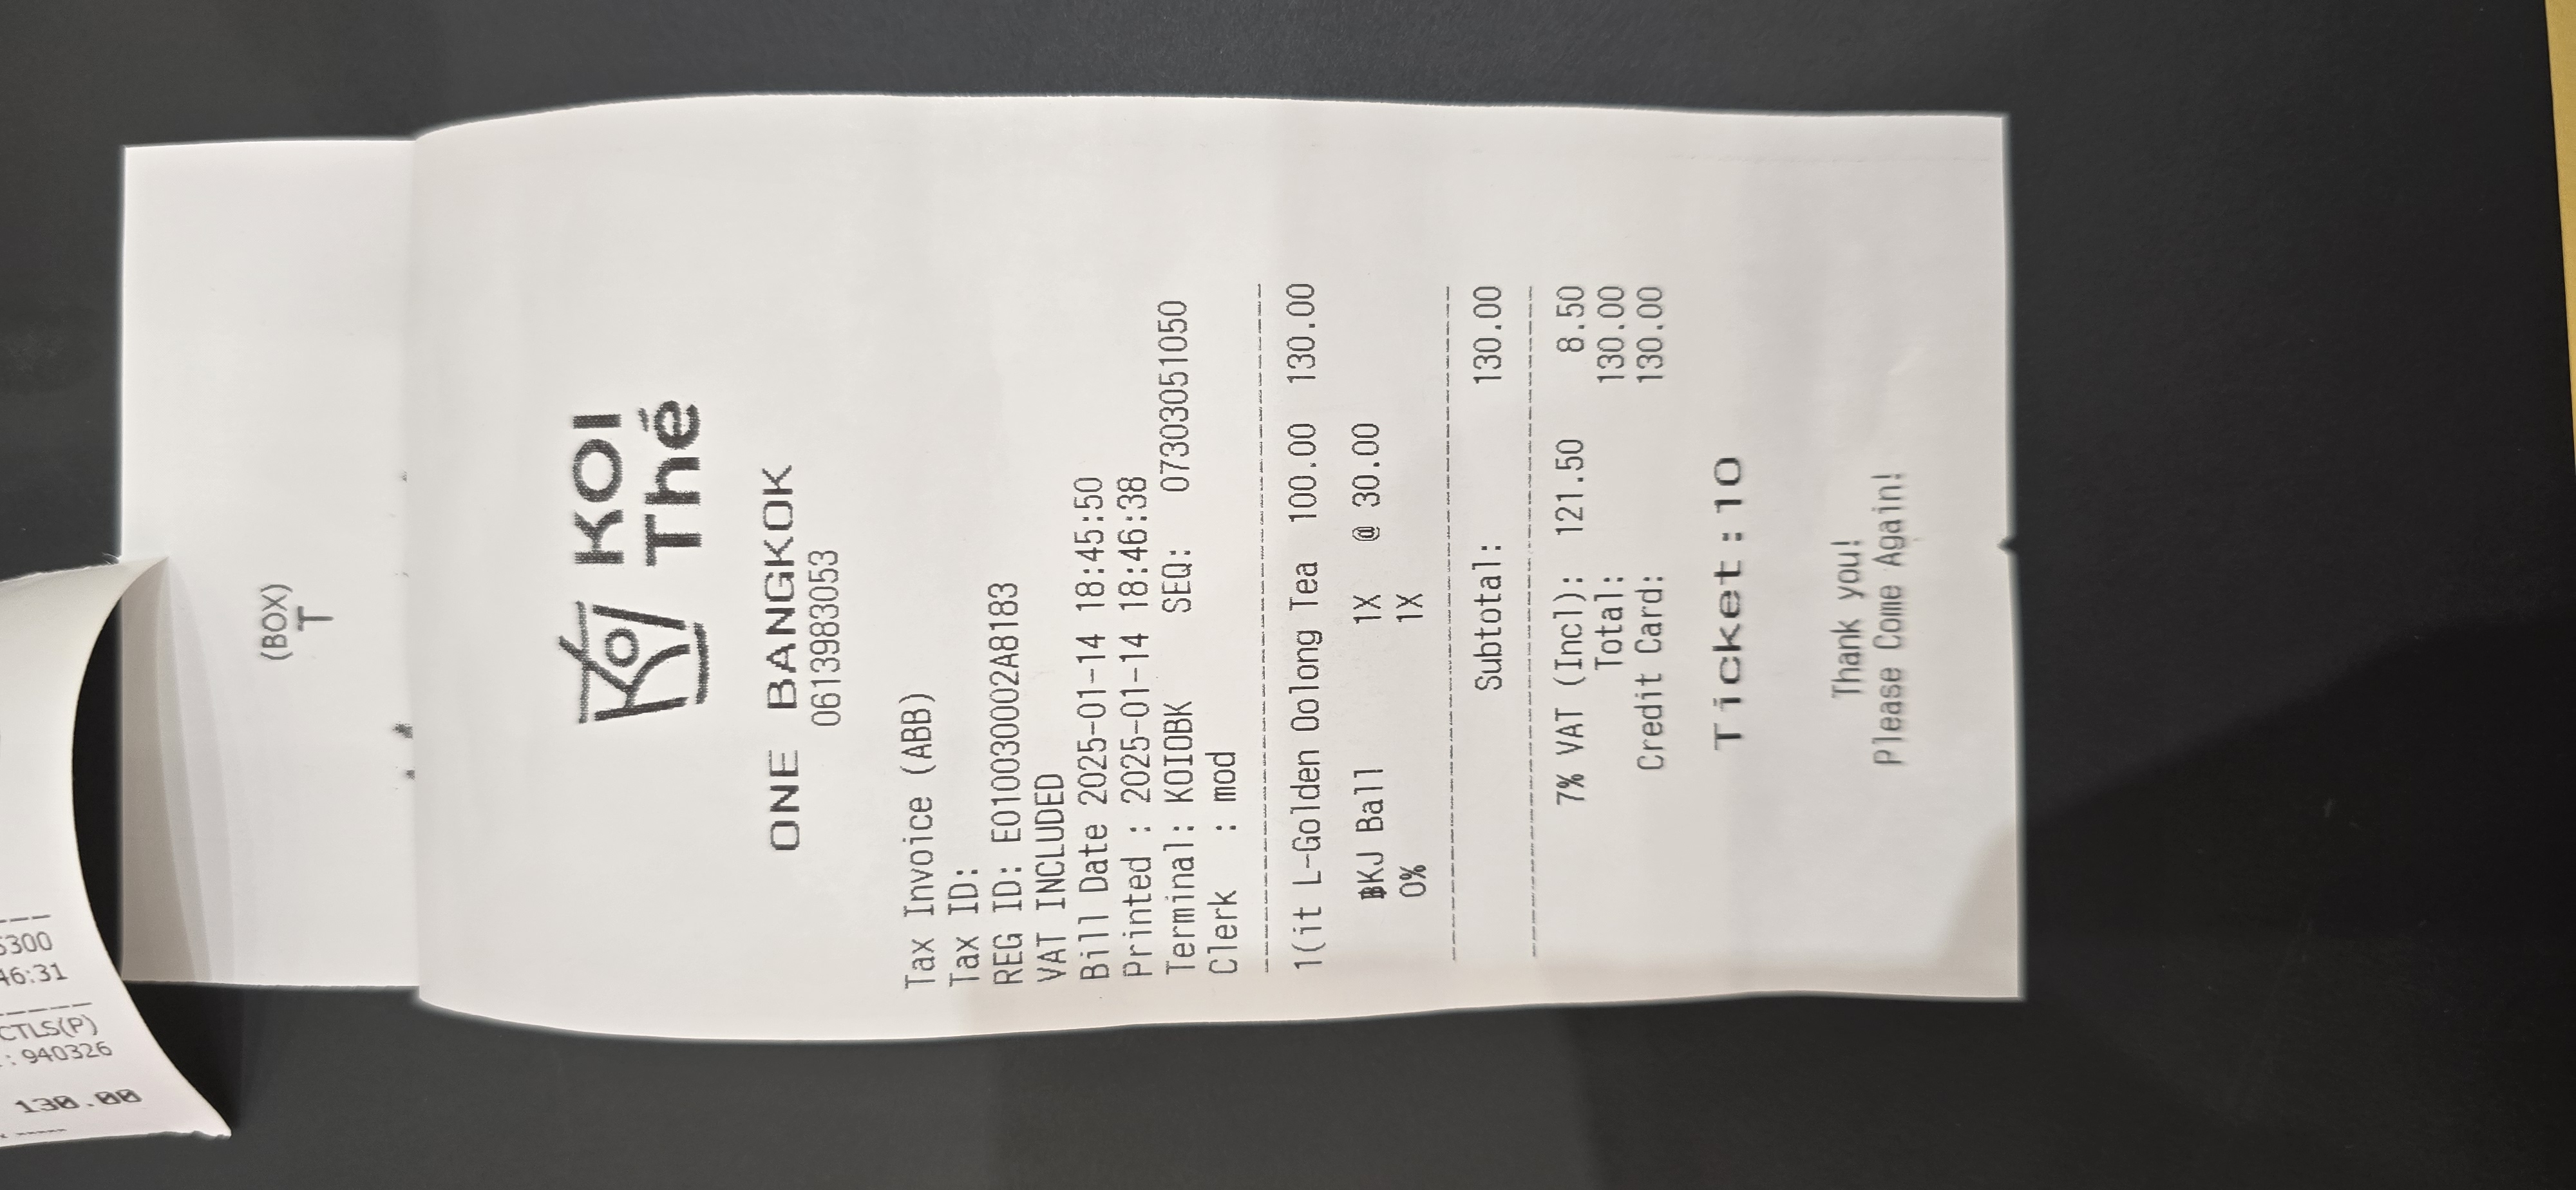 5300
46:31
CTLS(P)
: 940326
130.00
(BOX)
T
KOI
KOI
Thé
ONE BANGKOK
0613983053
Tax Invoice (ABB)
Tax ID:
REG ID: E010030002A8183
VAT INCLUDED
Bill Date 2025-01-14 18:45:50
Printed : 2025-01-14 18:46:38
Terminal: KOIOBK SEQ: 07303051050
Clerk : mod
1(it L-Golden Oolong Tea 100.00 130.00
฿KJ Ball 1X @ 30.00
0% 1X
Subtotal: 130.00
7% VAT (Incl): 121.50 8.50
Total: 130.00
Credit Card: 130.00
Ticket:10
Thank you!
Please Come Again!